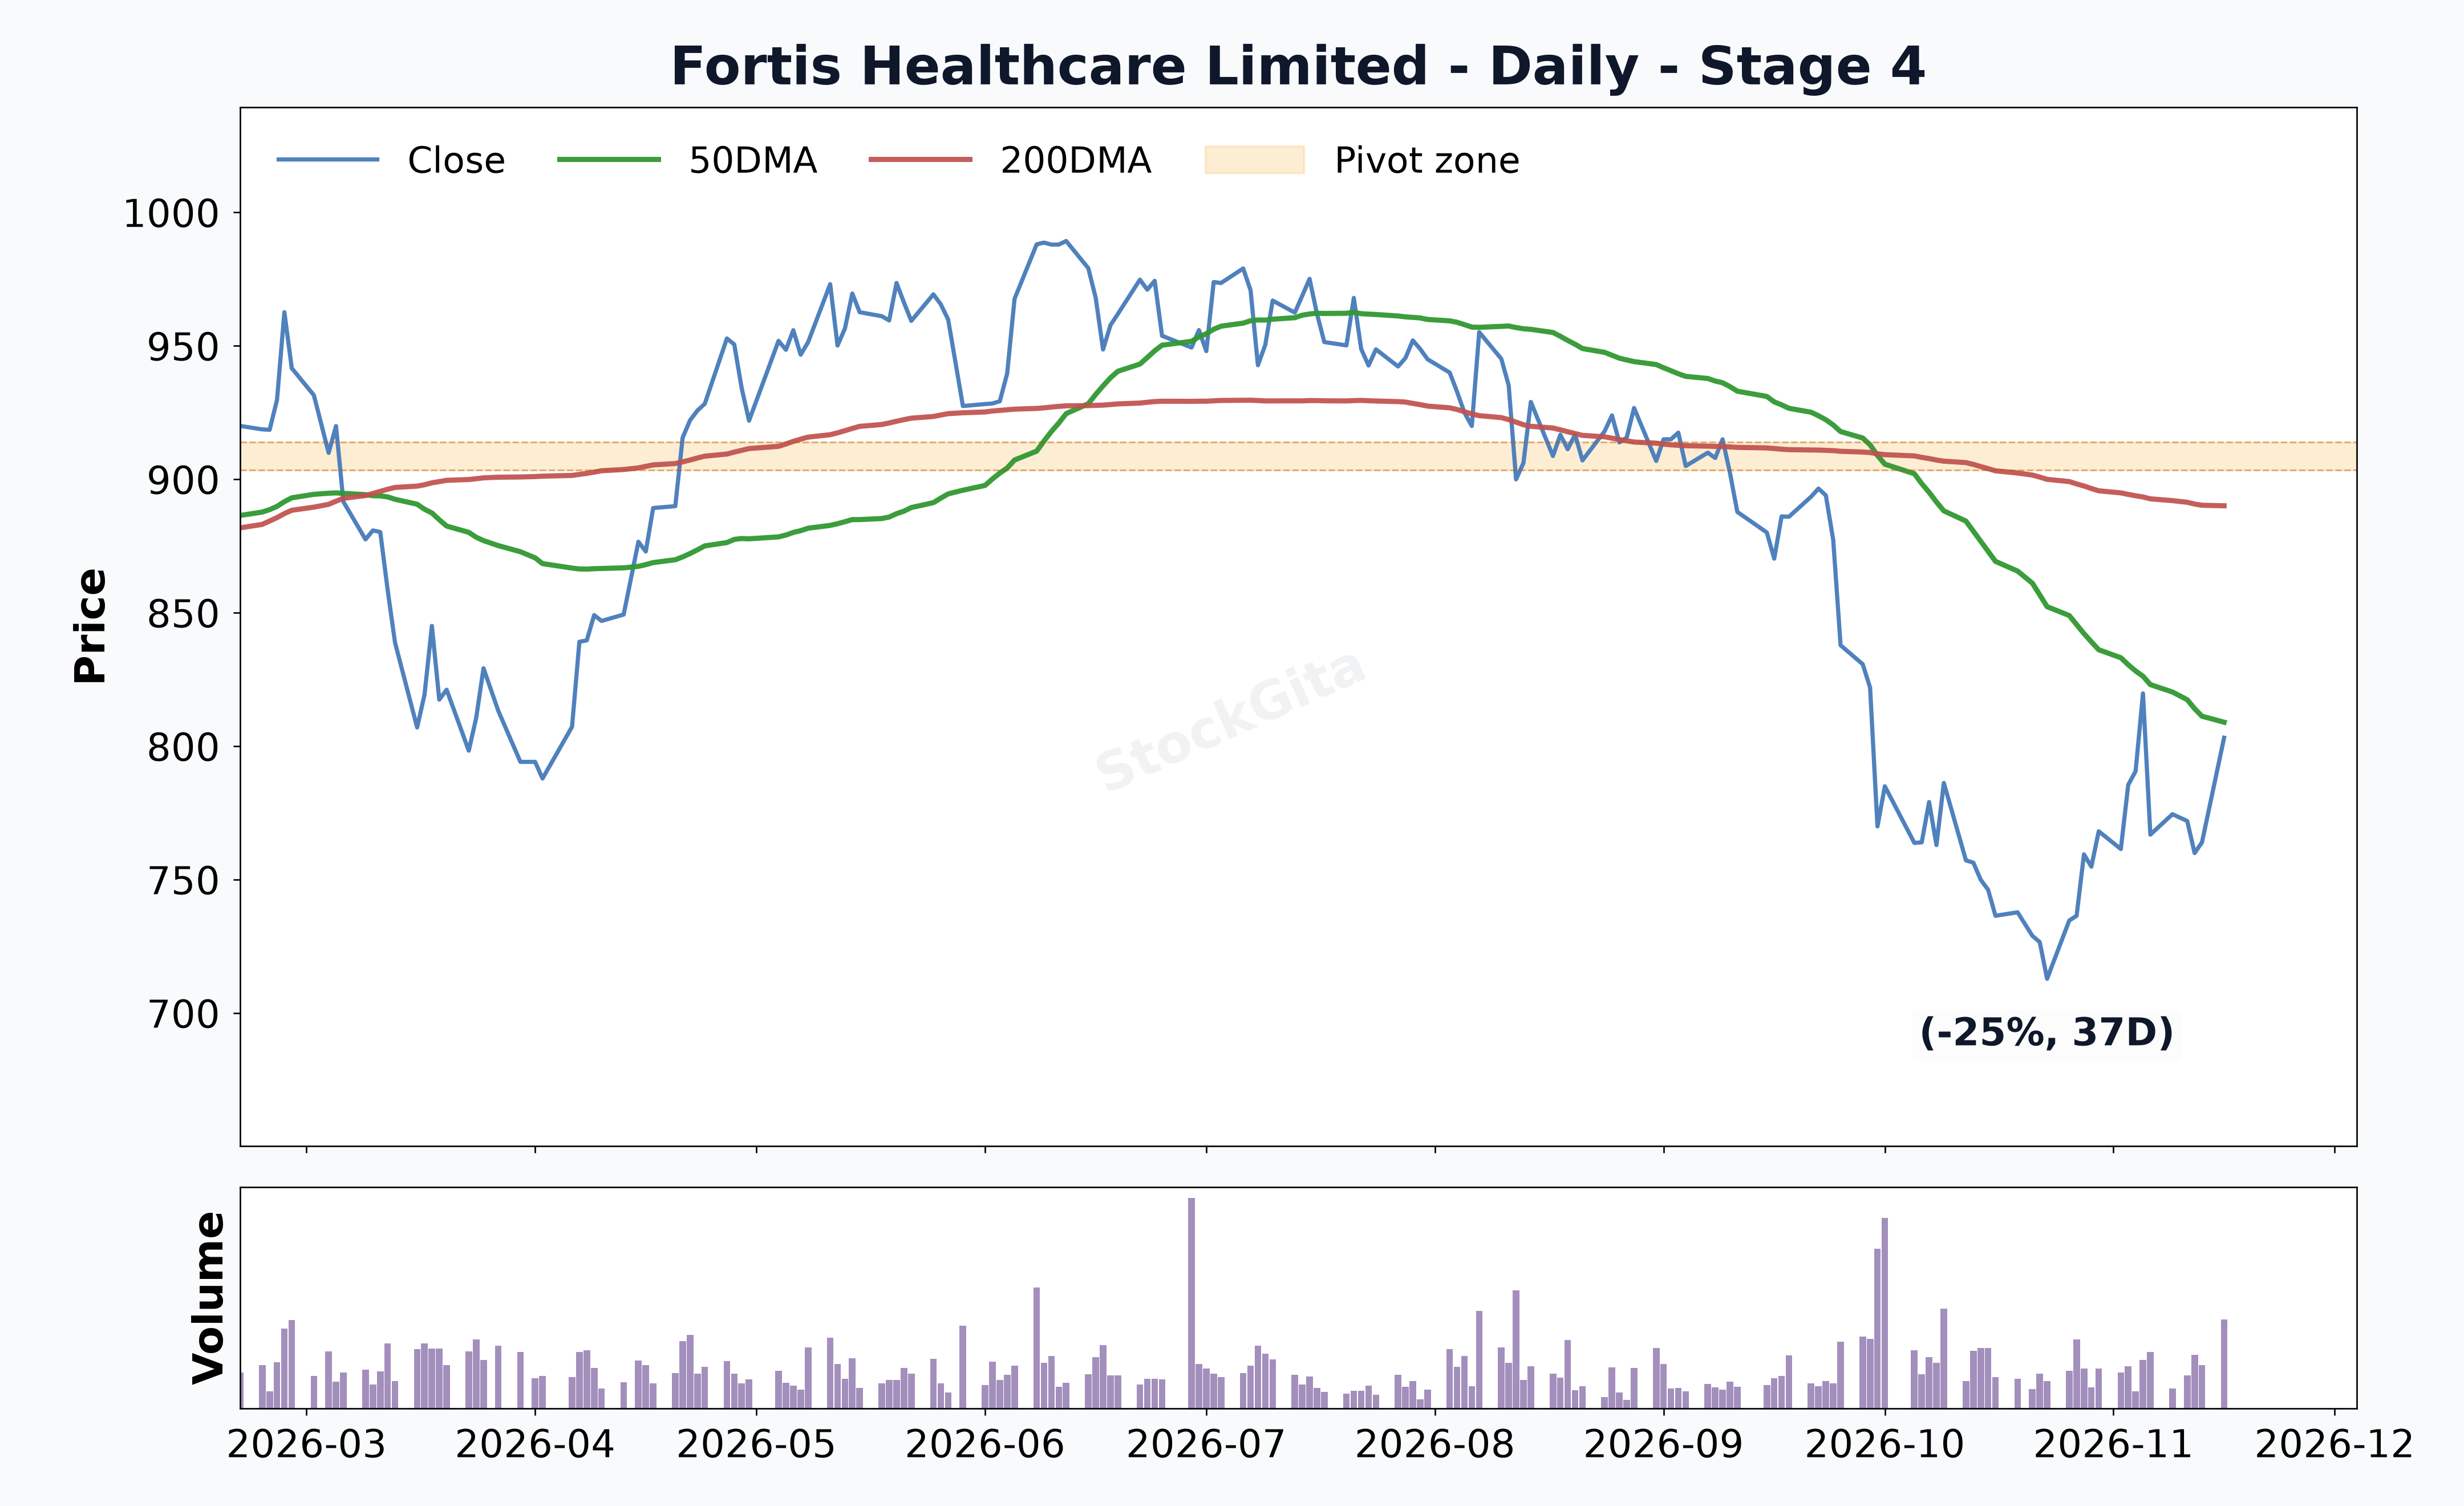 Fortis Healthcare Limited - Daily - Stage 4
Close 50DMA 200DMA Pivot zone
1000
950
900
850
800
750
700
Price
StockGita
(-25%, 37D)
Volume
2026-03 2026-04 2026-05 2026-06 2026-07 2026-08 2026-09 2026-10 2026-11 2026-12